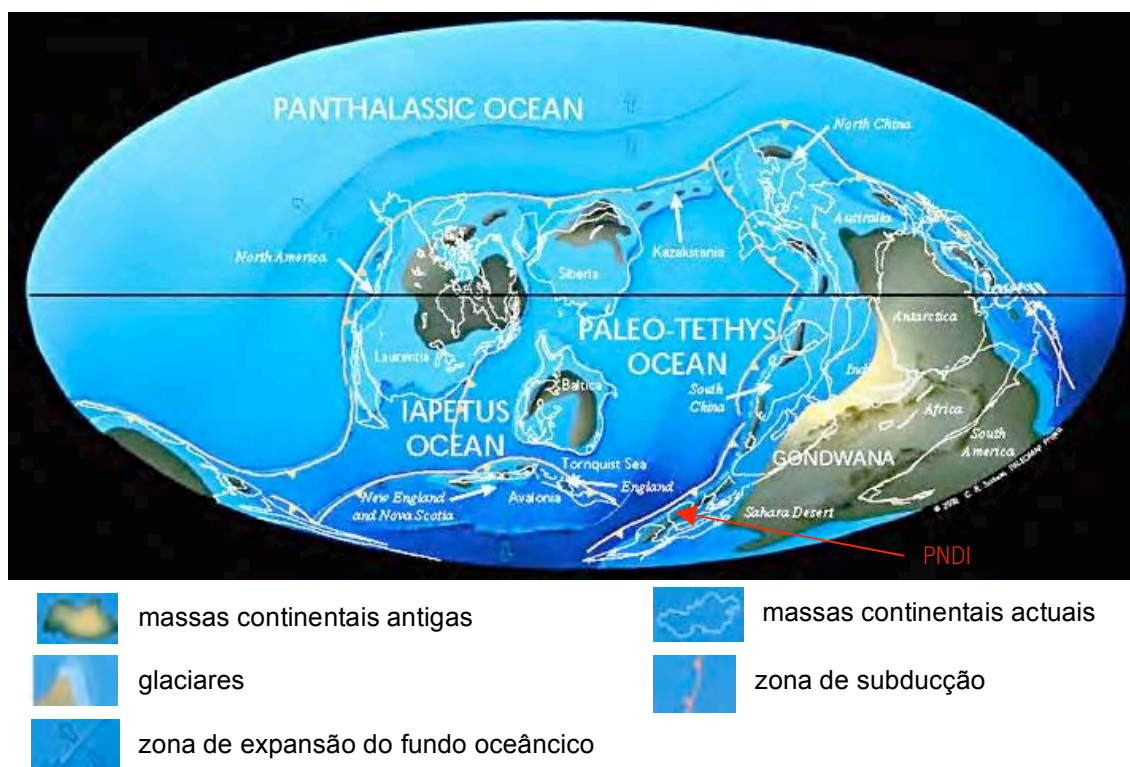 PANTHALASSIC OCEAN
North China
Australia
North America
Kazakstania
Siberia
Antarctica
PALEO-TETHYS
OCEAN
Laurentia
India
Baltica
South
China
Africa
IAPETUS
OCEAN
South
America
GONDWANA
Tornquist Sea
England
New England
and Nova Scotia
Avalonia
Sahara Desert
PNDI
massas continentais antigas
massas continentais actuais
glaciares
zona de subducção
zona de expansão do fundo oceâncico